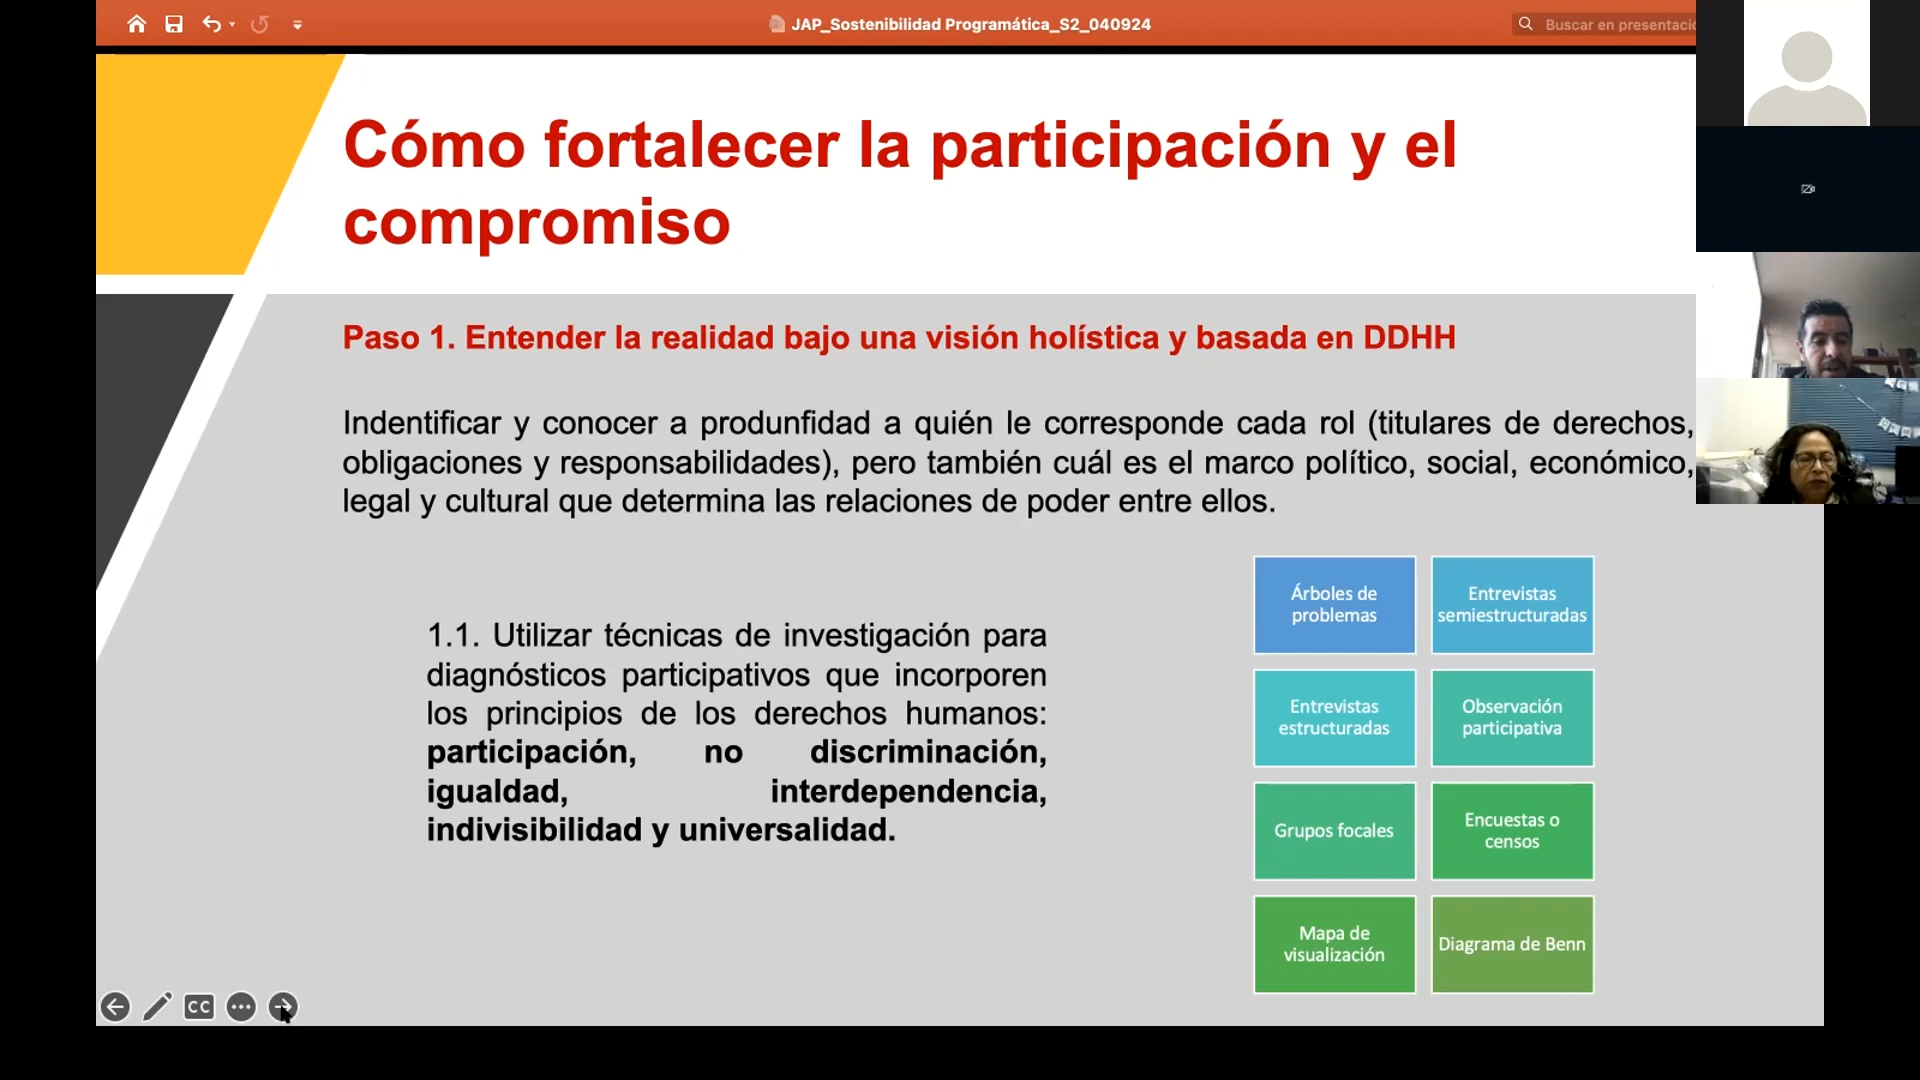 JAP_Sostenibilidad Programática_S2_040924
Buscar en presentació
Cómo fortalecer la participación y el
compromiso
Paso 1. Entender la realidad bajo una visión holística y basada en DDHH
Indentificar y conocer a produnfidad a quién le corresponde cada rol (titulares de derechos,
obligaciones y responsabilidades), pero también cuál es el marco político, social, económico,
legal y cultural que determina las relaciones de poder entre ellos.
1.1. Utilizar técnicas de investigación para
diagnósticos participativos que incorporen
los principios de los derechos humanos:
participación, no discriminación,
igualdad, interdependencia,
indivisibilidad y universalidad.
Árboles de
problemas
Entrevistas
semiestructuradas
Entrevistas
estructuradas
Observación
participativa
Grupos focales
Encuestas o
censos
Mapa de
visualización
Diagrama de Benn
CC